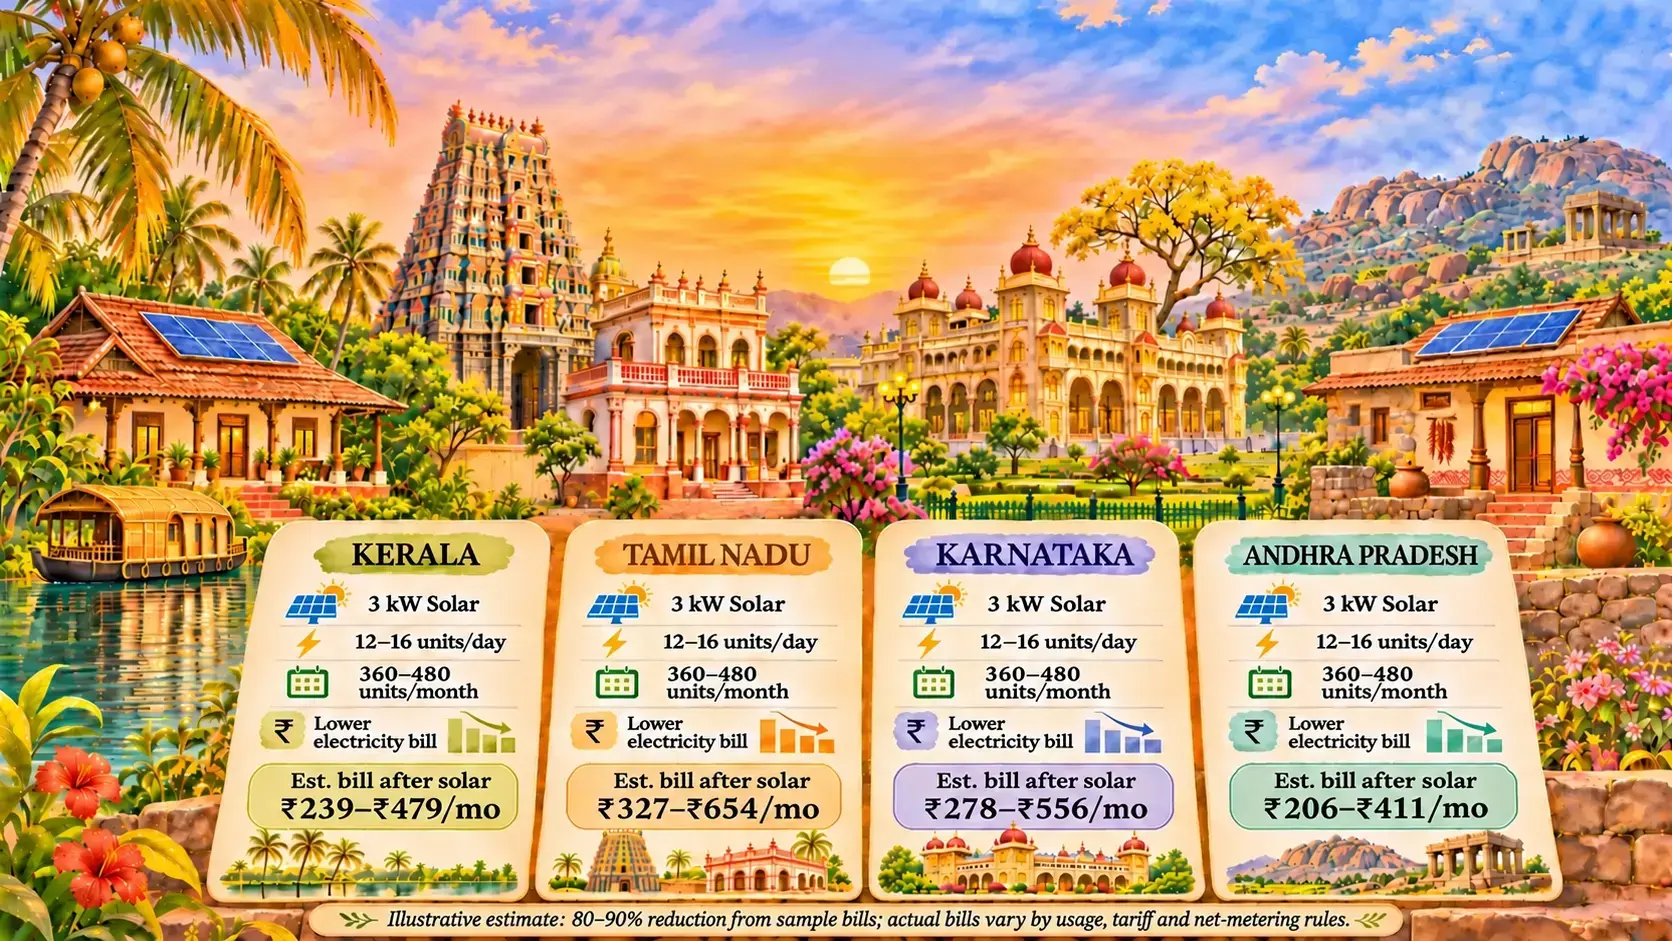 KERALA
3 kW Solar
12–16 units/day
360–480
units/month
₹ Lower
electricity bill
Est. bill after solar
₹239–₹479/mo
TAMIL NADU
3 kW Solar
12–16 units/day
360–480
units/month
₹ Lower
electricity bill
Est. bill after solar
₹327–₹654/mo
KARNATAKA
3 kW Solar
12–16 units/day
360–480
units/month
₹ Lower
electricity bill
Est. bill after solar
₹278–₹556/mo
ANDHRA PRADESH
3 kW Solar
12–16 units/day
360–480
units/month
₹ Lower
electricity bill
Est. bill after solar
₹206–₹411/mo
Illustrative estimate: 80–90% reduction from sample bills; actual bills vary by usage, tariff and net-metering rules.